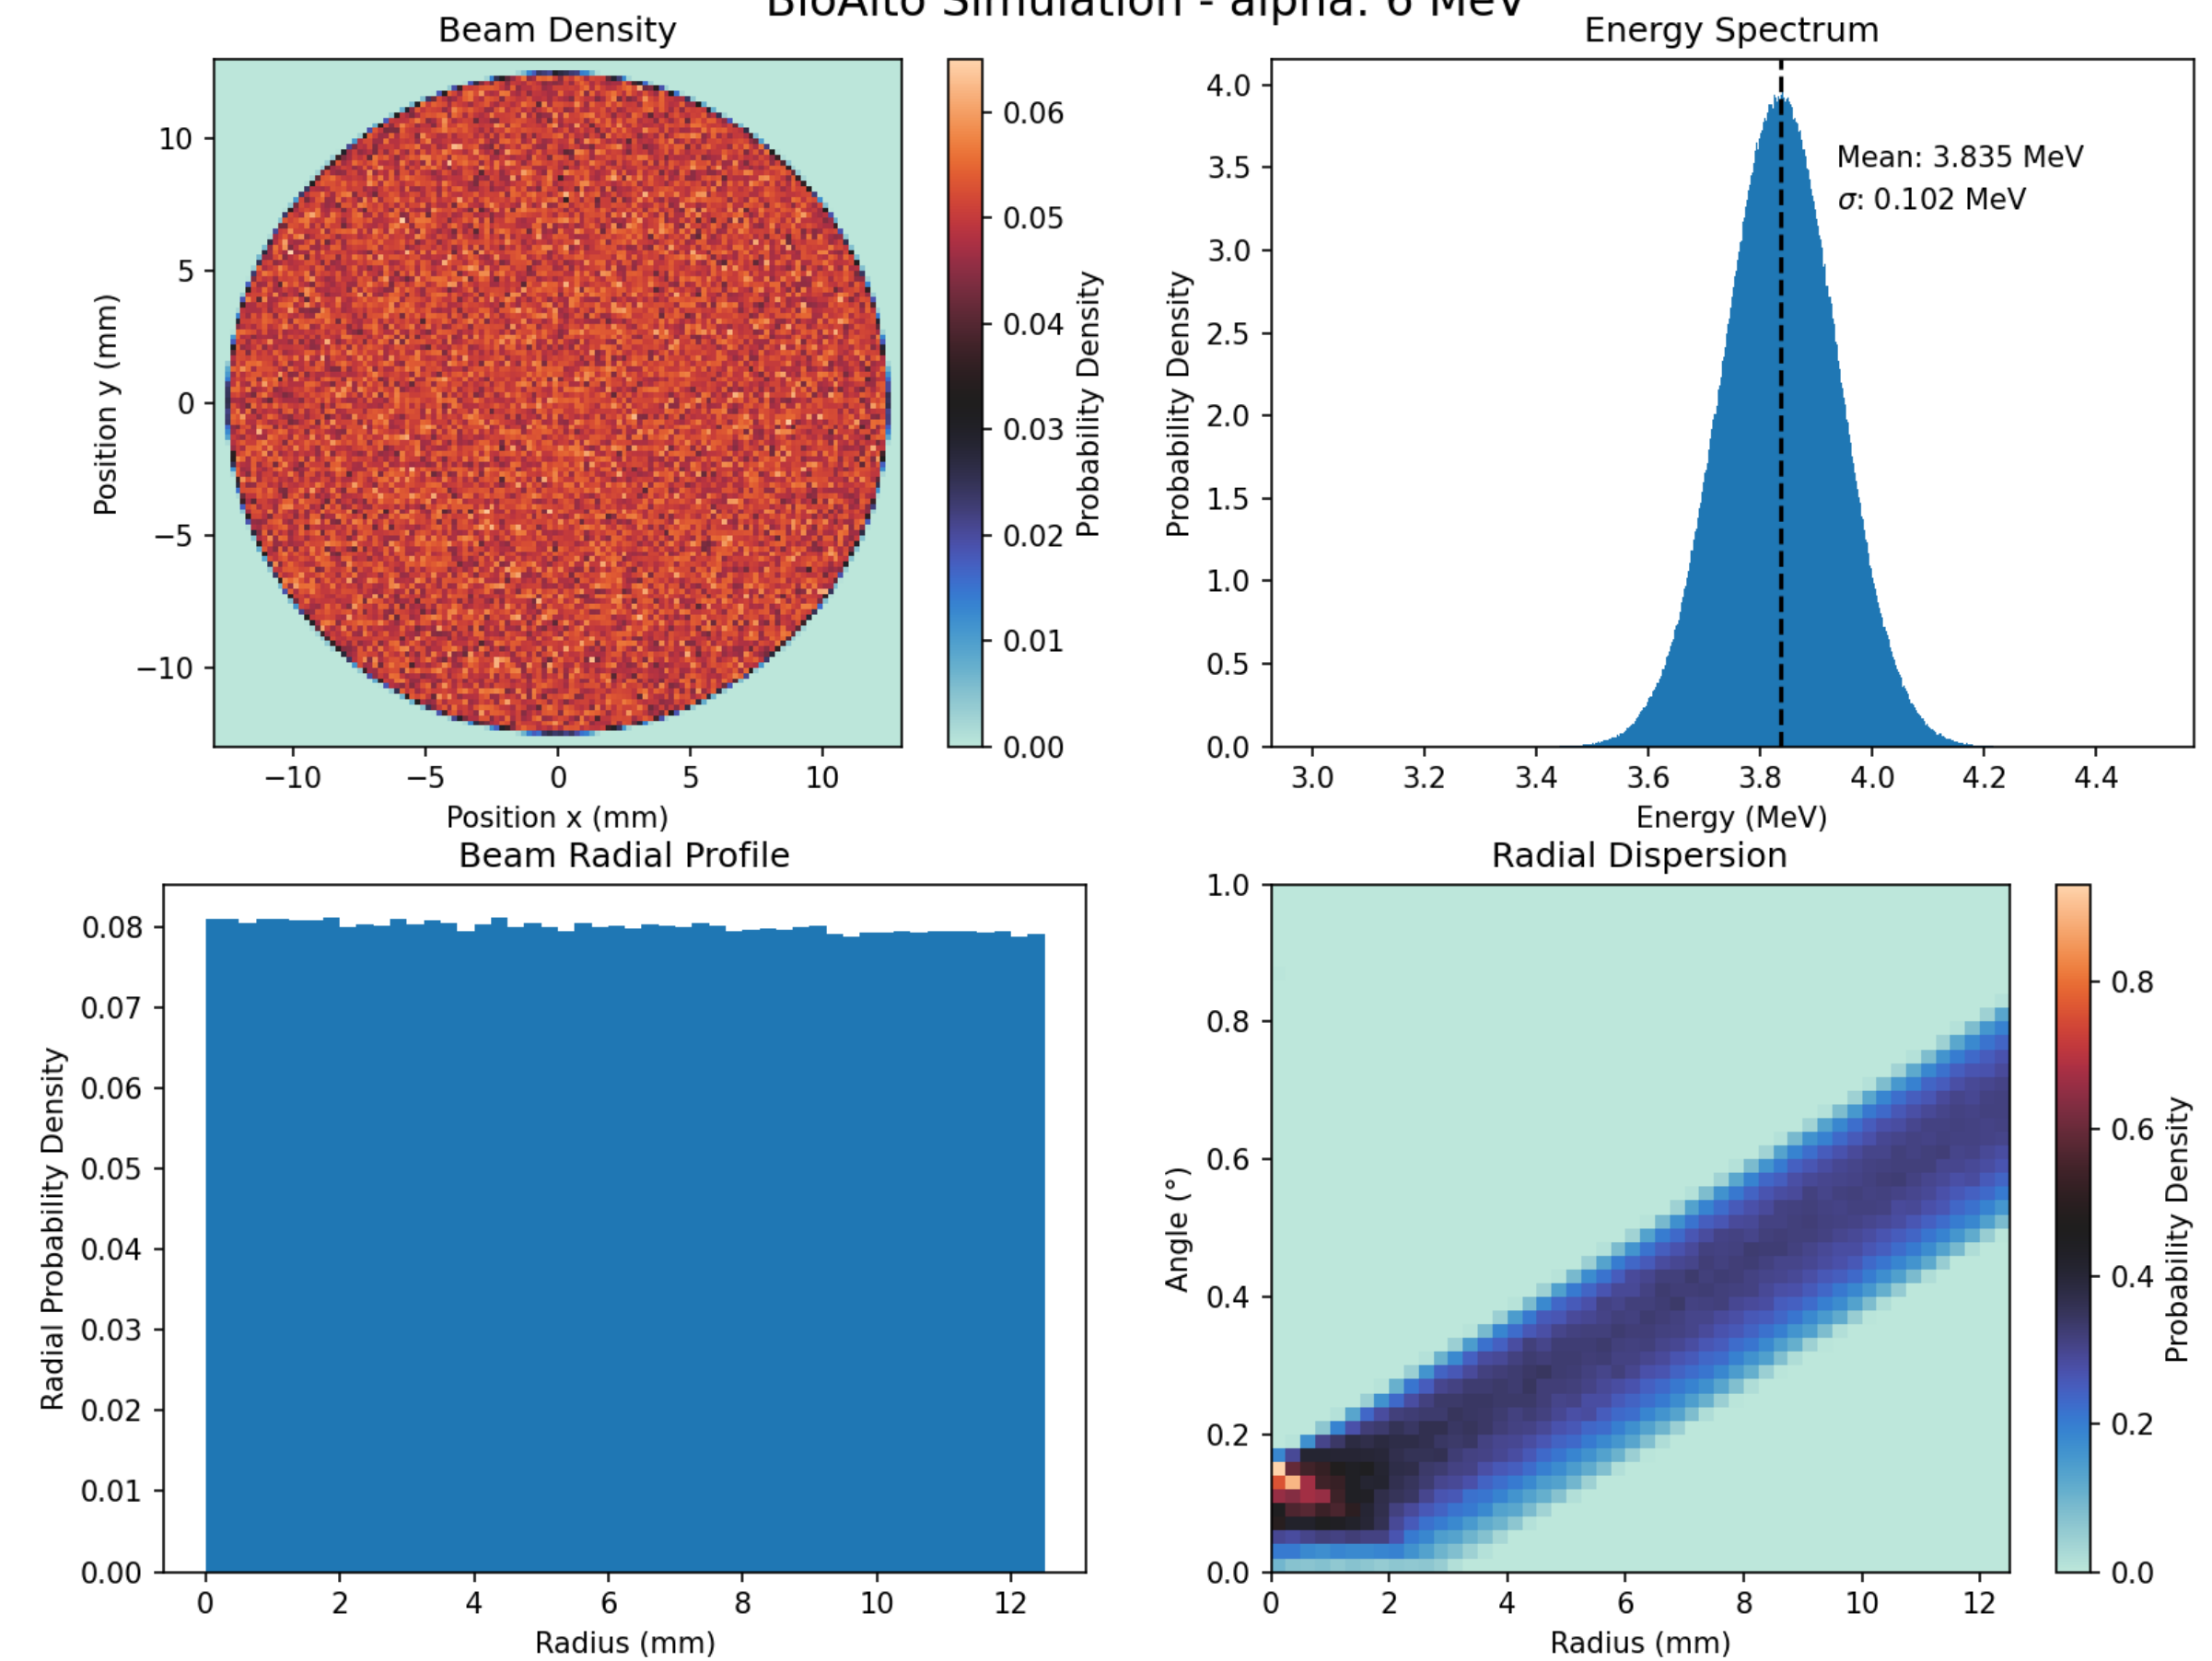 BioAlto Simulation - alpha: 6 MeV
Beam Density
10
5
0
−5
−10
Position y (mm)
−10 −5 0 5 10
Position x (mm)
0.06
0.05
0.04
0.03
0.02
0.01
0.00
Probability Density
Energy Spectrum
4.0
3.5
3.0
2.5
2.0
1.5
1.0
0.5
0.0
Probability Density
Mean: 3.835 MeV
σ: 0.102 MeV
3.0 3.2 3.4 3.6 3.8 4.0 4.2 4.4
Energy (MeV)
Beam Radial Profile
0.08
0.07
0.06
0.05
0.04
0.03
0.02
0.01
0.00
Radial Probability Density
0 2 4 6 8 10 12
Radius (mm)
Radial Dispersion
1.0
0.8
0.6
0.4
0.2
0.0
Angle (°)
0 2 4 6 8 10 12
Radius (mm)
0.8
0.6
0.4
0.2
0.0
Probability Density